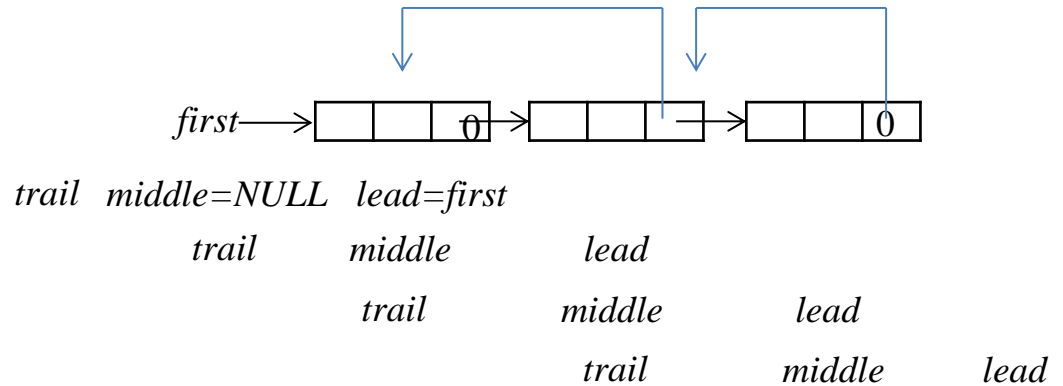 first 0 0
trail middle=NULL lead=first
trail middle lead
trail middle lead
trail middle lead